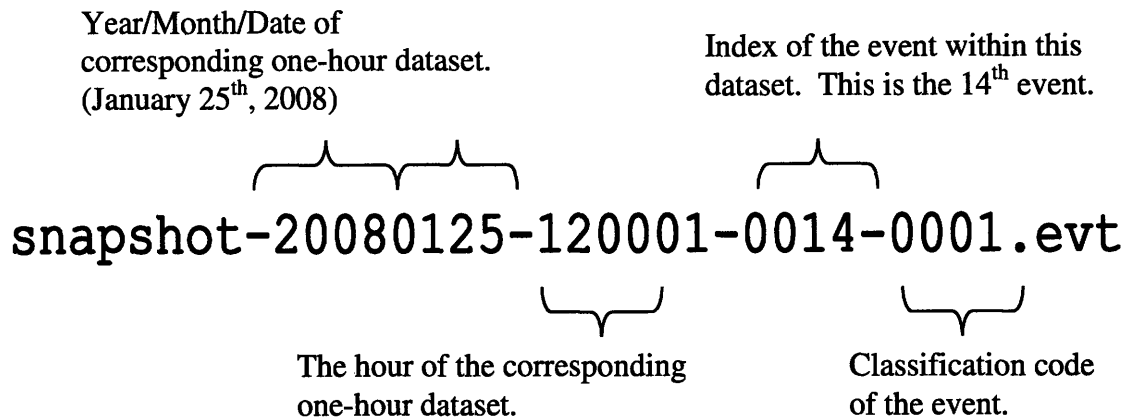 Year/Month/Date of
corresponding one-hour dataset.
(January 25th, 2008)
Index of the event within this
dataset. This is the 14th event.
snapshot-20080125-120001-0014-0001.evt
The hour of the corresponding
one-hour dataset.
Classification code
of the event.